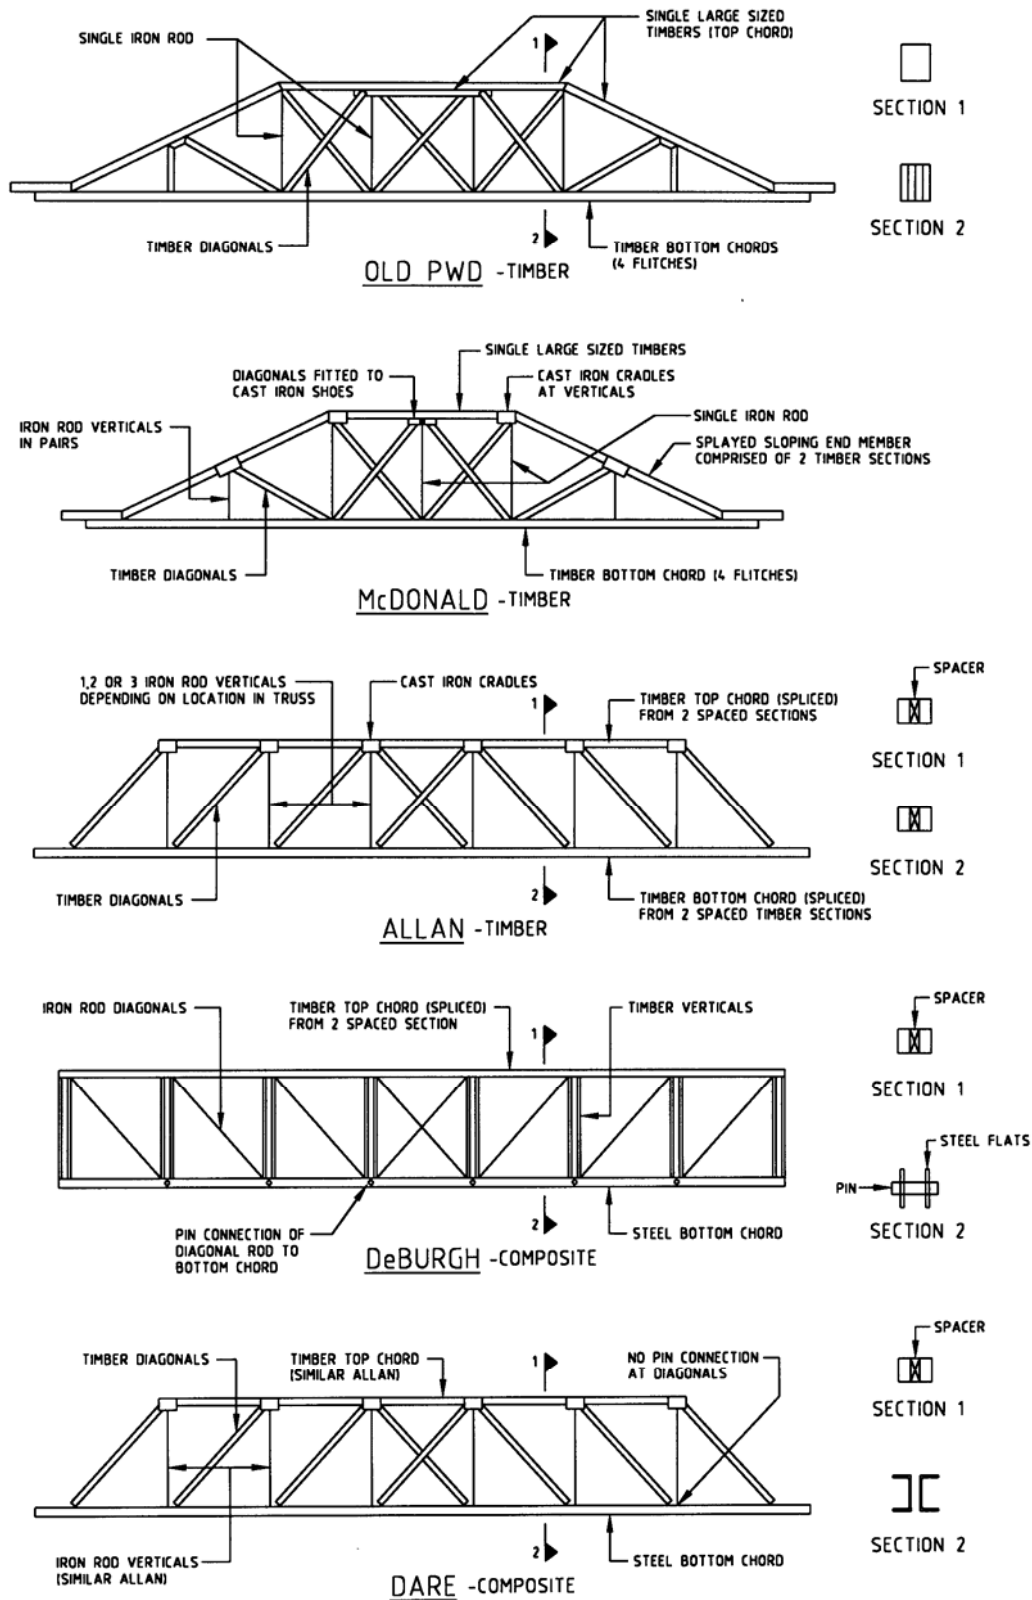 SINGLE IRON ROD
1
SINGLE LARGE SIZED
TIMBERS (TOP CHORD)
SECTION 1
TIMBER DIAGONALS
2
TIMBER BOTTOM CHORDS
(4 FLITCHES)
SECTION 2
OLD PWD - TIMBER
SINGLE LARGE SIZED TIMBERS
DIAGONALS FITTED TO
CAST IRON SHOES
CAST IRON CRADLES
AT VERTICALS
IRON ROD VERTICALS
IN PAIRS
SINGLE IRON ROD
SPLAYED SLOPING END MEMBER
COMPRISED OF 2 TIMBER SECTIONS
TIMBER DIAGONALS
TIMBER BOTTOM CHORD (4 FLITCHES)
McDONALD - TIMBER
1,2 OR 3 IRON ROD VERTICALS
DEPENDING ON LOCATION IN TRUSS
CAST IRON CRADLES
1
TIMBER TOP CHORD (SPLICED)
FROM 2 SPACED SECTIONS
SPACER
SECTION 1
TIMBER DIAGONALS
2
TIMBER BOTTOM CHORD (SPLICED)
FROM 2 SPACED TIMBER SECTIONS
SECTION 2
ALLAN - TIMBER
IRON ROD DIAGONALS
TIMBER TOP CHORD (SPLICED)
FROM 2 SPACED SECTION
1
TIMBER VERTICALS
SPACER
SECTION 1
STEEL FLATS
PIN
SECTION 2
PIN CONNECTION OF
DIAGONAL ROD TO
BOTTOM CHORD
2
STEEL BOTTOM CHORD
DeBURGH - COMPOSITE
TIMBER DIAGONALS
TIMBER TOP CHORD
(SIMILAR ALLAN)
1
NO PIN CONNECTION
AT DIAGONALS
SPACER
SECTION 1
IRON ROD VERTICALS
(SIMILAR ALLAN)
2
STEEL BOTTOM CHORD
SECTION 2
DARE - COMPOSITE